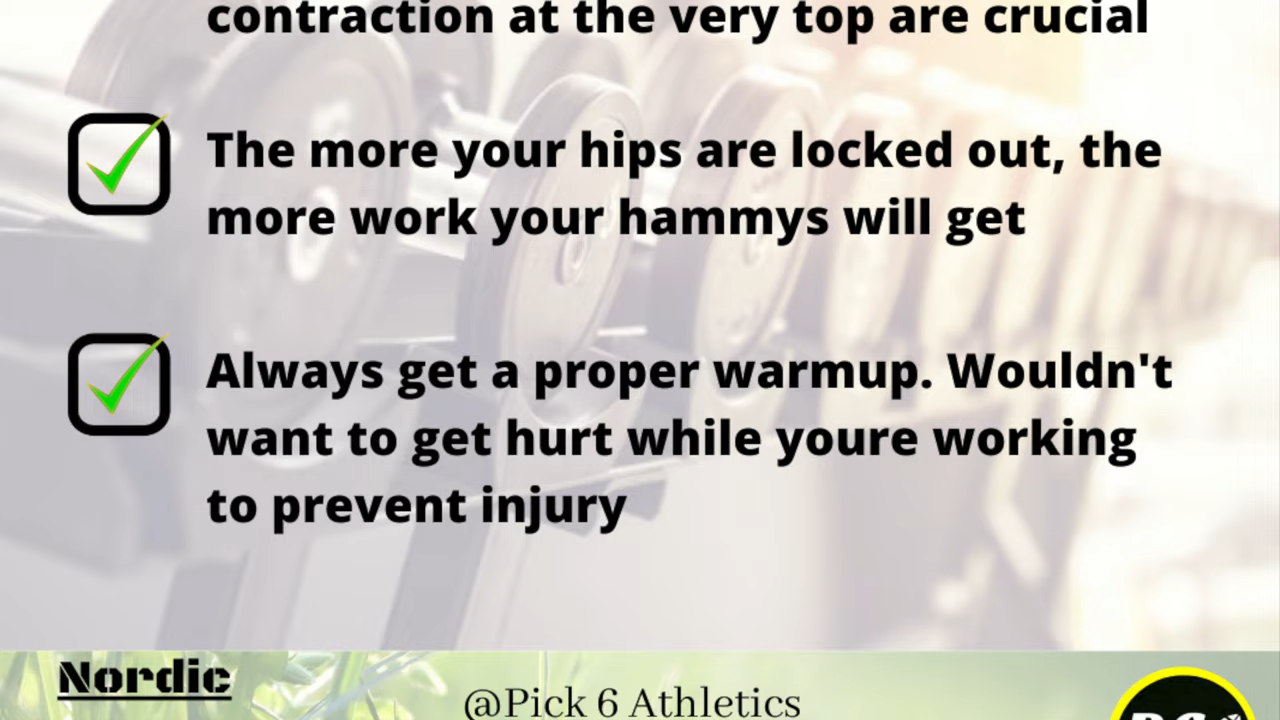 contraction at the very top are crucial
The more your hips are locked out, the
more work your hammys will get
Always get a proper warmup. Wouldn't
want to get hurt while youre working
to prevent injury
Nordic
@Pick 6 Athletics